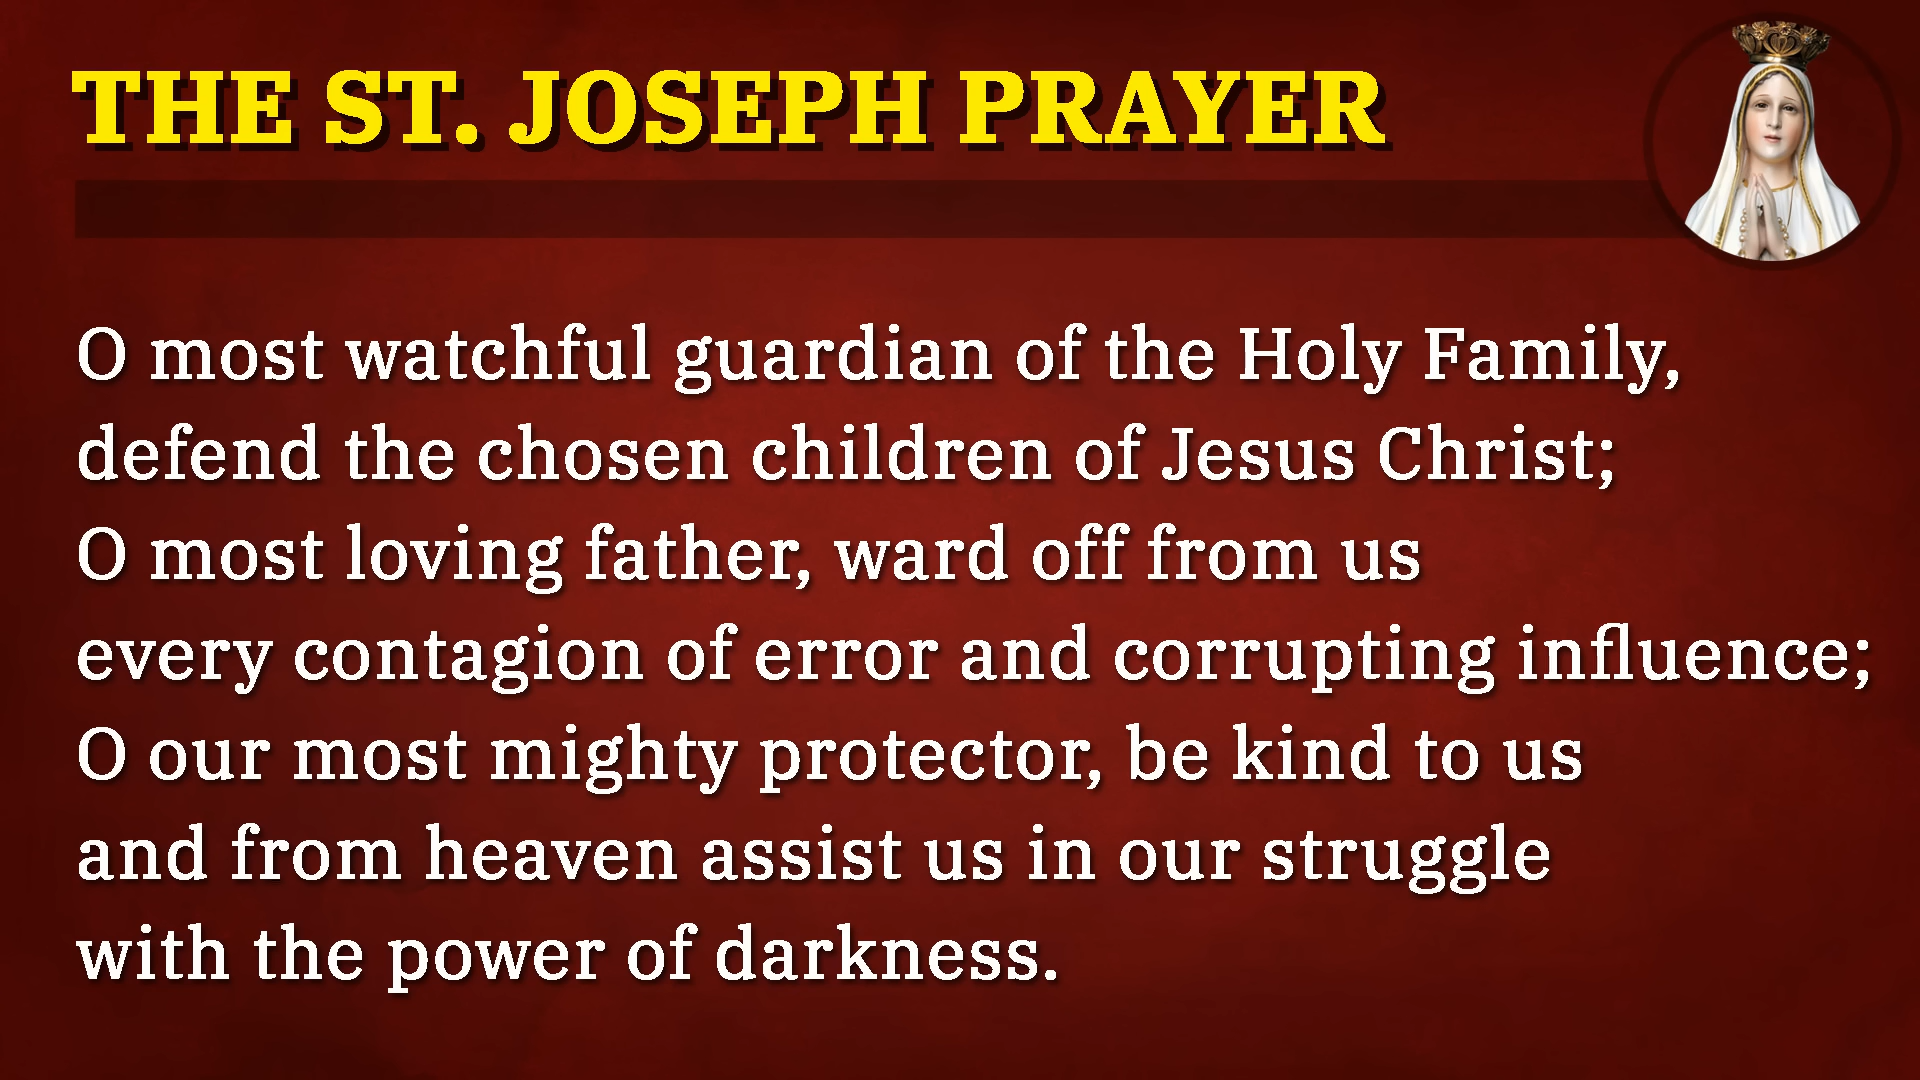 THE ST. JOSEPH PRAYER
O most watchful guardian of the Holy Family,
defend the chosen children of Jesus Christ;
O most loving father, ward off from us
every contagion of error and corrupting influence;
O our most mighty protector, be kind to us
and from heaven assist us in our struggle
with the power of darkness.